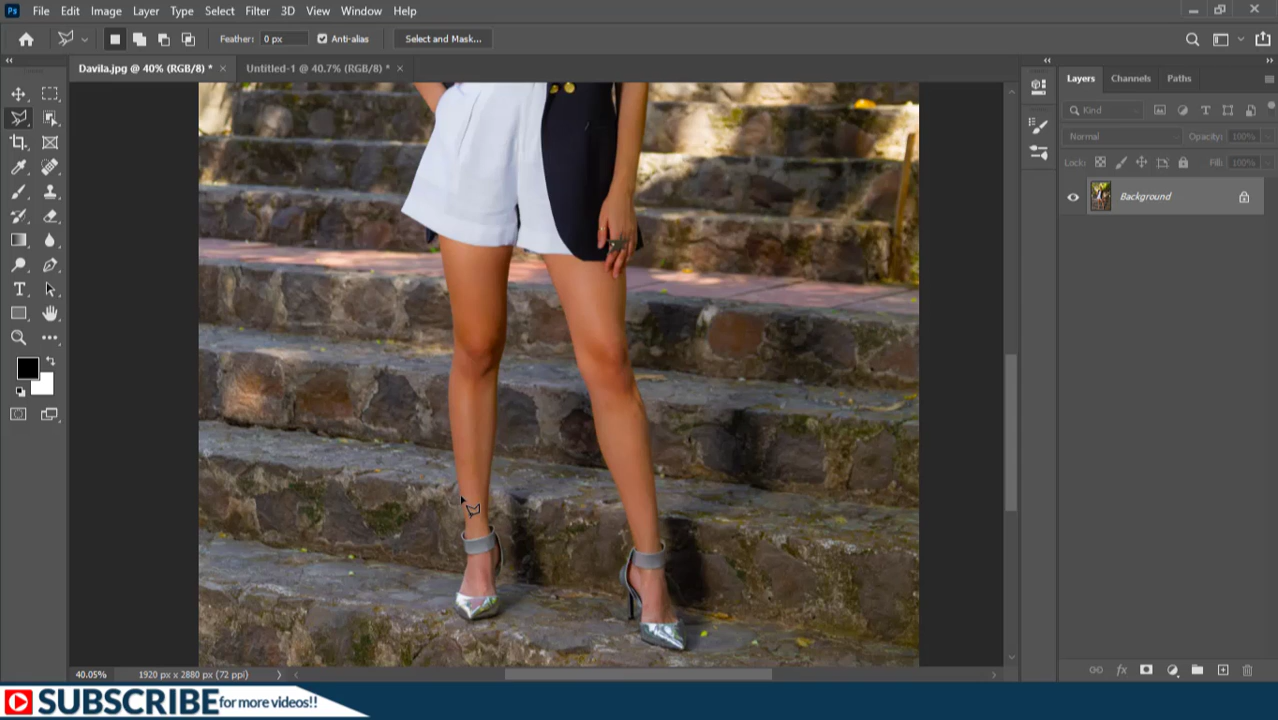 Ps File Edit Image Layer Type Select Filter 3D View Window Help
Feather: 0 px Anti-alias Select and Mask...
Davila.jpg @ 40% (RGB/8) * × Untitled-1 @ 40.7% (RGB/8) * ×
Layers Channels Paths
Kind
Normal Opacity: 100%
Lock: Fill: 100%
Background
40.05% 1920 px x 2880 px (72 ppi)
SUBSCRIBE for more videos!!